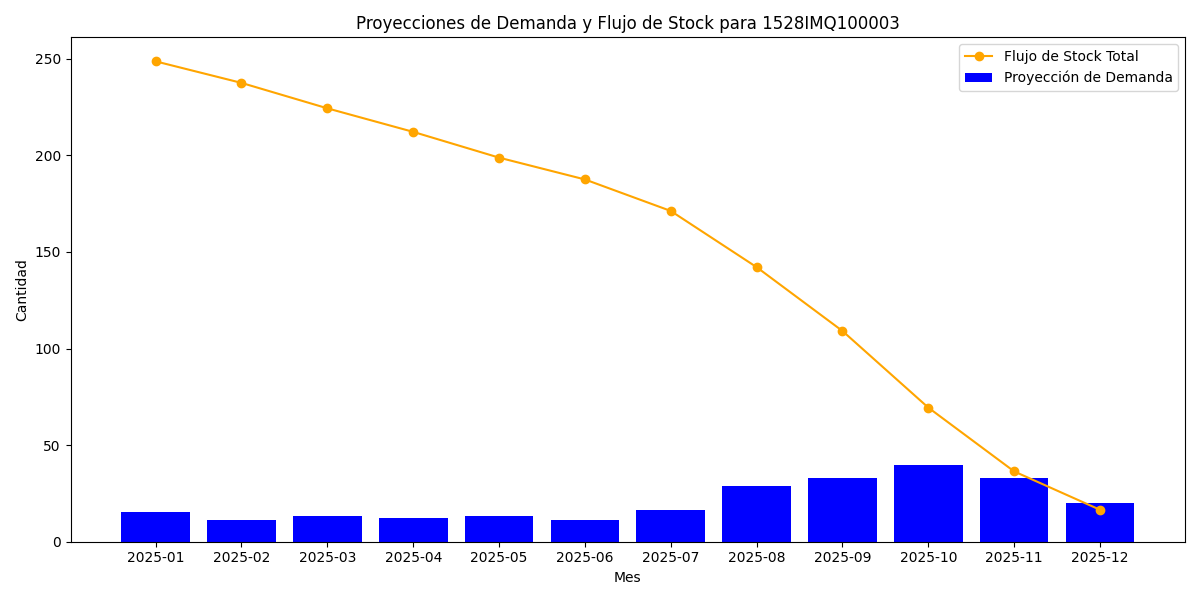 Proyecciones de Demanda y Flujo de Stock para 1528IMQ100003
Flujo de Stock Total
Proyección de Demanda
Cantidad
250
200
150
100
50
0
2025-01 2025-02 2025-03 2025-04 2025-05 2025-06 2025-07 2025-08 2025-09 2025-10 2025-11 2025-12
Mes